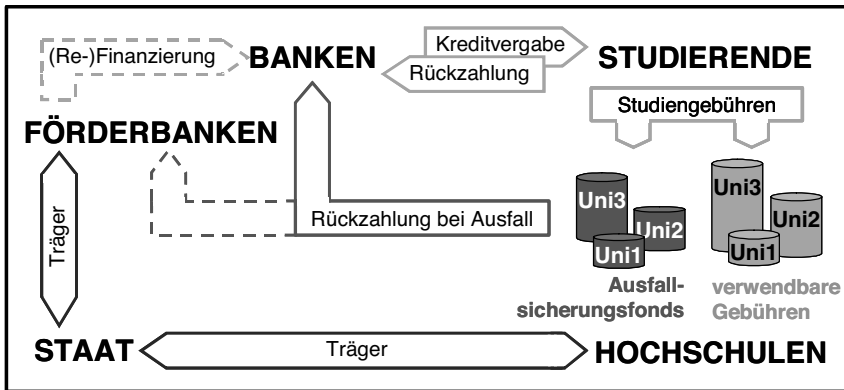 (Re-)Finanzierung
BANKEN
Kreditvergabe
Rückzahlung
STUDIERENDE
Studiengebühren
FÖRDERBANKEN
Träger
Rückzahlung bei Ausfall
Uni3
Uni2
Uni1
Uni3
Uni2
Uni1
Ausfall-
sicherungsfonds
verwendbare
Gebühren
STAAT
Träger
HOCHSCHULEN